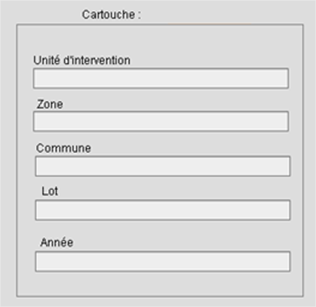 Cartouche :
Unité d'intervention
Zone
Commune
Lot
Année